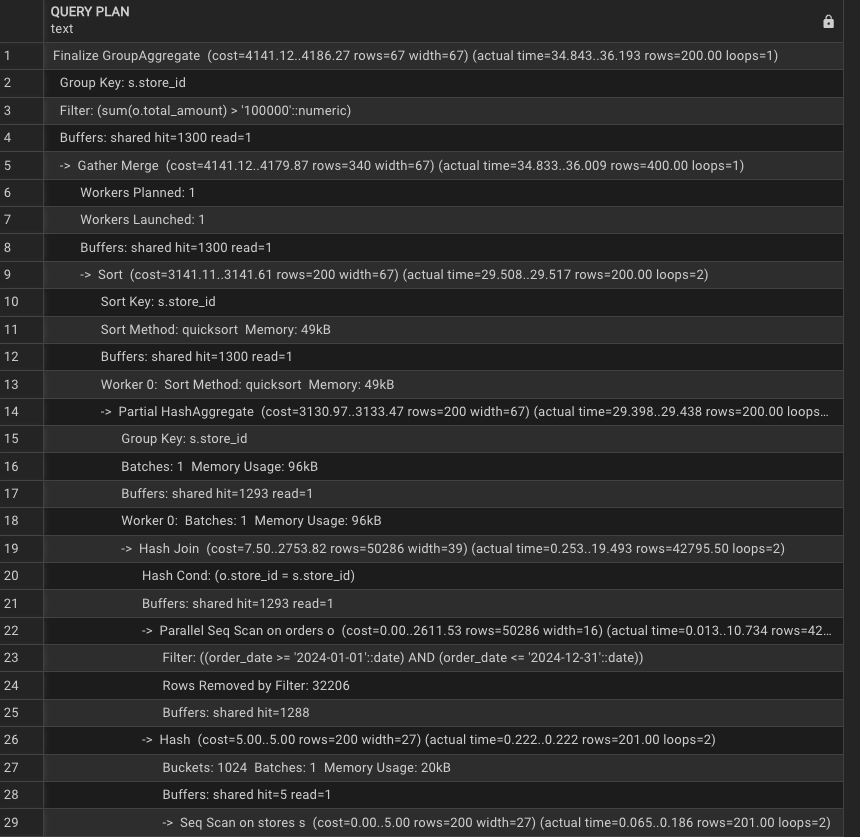 QUERY PLAN
text
1 Finalize GroupAggregate (cost=4141.12..4186.27 rows=67 width=67) (actual time=34.843..36.193 rows=200.00 loops=1)
2 Group Key: s.store_id
3 Filter: (sum(o.total_amount) > '100000'::numeric)
4 Buffers: shared hit=1300 read=1
5 -> Gather Merge (cost=4141.12..4179.87 rows=340 width=67) (actual time=34.833..36.009 rows=400.00 loops=1)
6 Workers Planned: 1
7 Workers Launched: 1
8 Buffers: shared hit=1300 read=1
9 -> Sort (cost=3141.11..3141.61 rows=200 width=67) (actual time=29.508..29.517 rows=200.00 loops=2)
10 Sort Key: s.store_id
11 Sort Method: quicksort Memory: 49kB
12 Buffers: shared hit=1300 read=1
13 Worker 0: Sort Method: quicksort Memory: 49kB
14 -> Partial HashAggregate (cost=3130.97..3133.47 rows=200 width=67) (actual time=29.398..29.438 rows=200.00 loops...
15 Group Key: s.store_id
16 Batches: 1 Memory Usage: 96kB
17 Buffers: shared hit=1293 read=1
18 Worker 0: Batches: 1 Memory Usage: 96kB
19 -> Hash Join (cost=7.50..2753.82 rows=50286 width=39) (actual time=0.253..19.493 rows=42795.50 loops=2)
20 Hash Cond: (o.store_id = s.store_id)
21 Buffers: shared hit=1293 read=1
22 -> Parallel Seq Scan on orders o (cost=0.00..2611.53 rows=50286 width=16) (actual time=0.013..10.734 rows=42...
23 Filter: ((order_date >= '2024-01-01'::date) AND (order_date <= '2024-12-31'::date))
24 Rows Removed by Filter: 32206
25 Buffers: shared hit=1288
26 -> Hash (cost=5.00..5.00 rows=200 width=27) (actual time=0.222..0.222 rows=201.00 loops=2)
27 Buckets: 1024 Batches: 1 Memory Usage: 20kB
28 Buffers: shared hit=5 read=1
29 -> Seq Scan on stores s (cost=0.00..5.00 rows=200 width=27) (actual time=0.065..0.186 rows=201.00 loops=2)